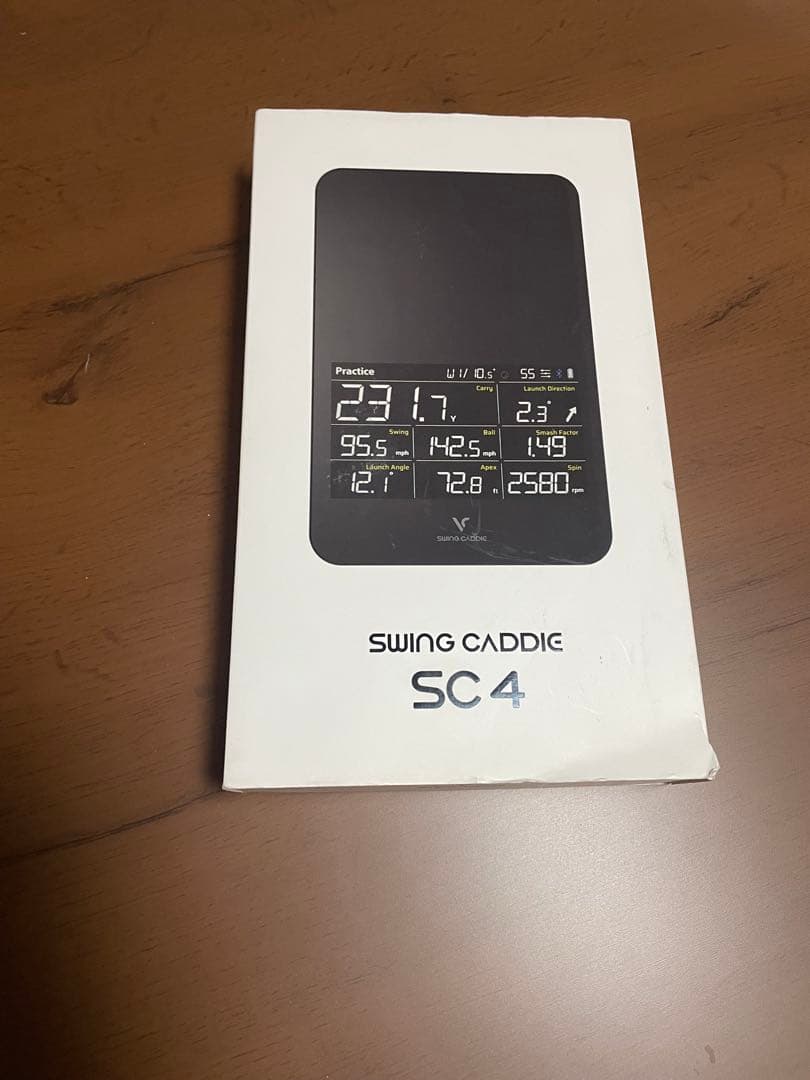 Practice W1/10.5° 55
Carry Launch Direction
231.7 Y 2.3°
Swing Ball Smash Factor
95.5 mph 142.5 mph 1.49
Launch Angle Apex Spin
12.1° 72.8 ft 2580 rpm
SWING CADDIE
SWING CADDIE
SC4